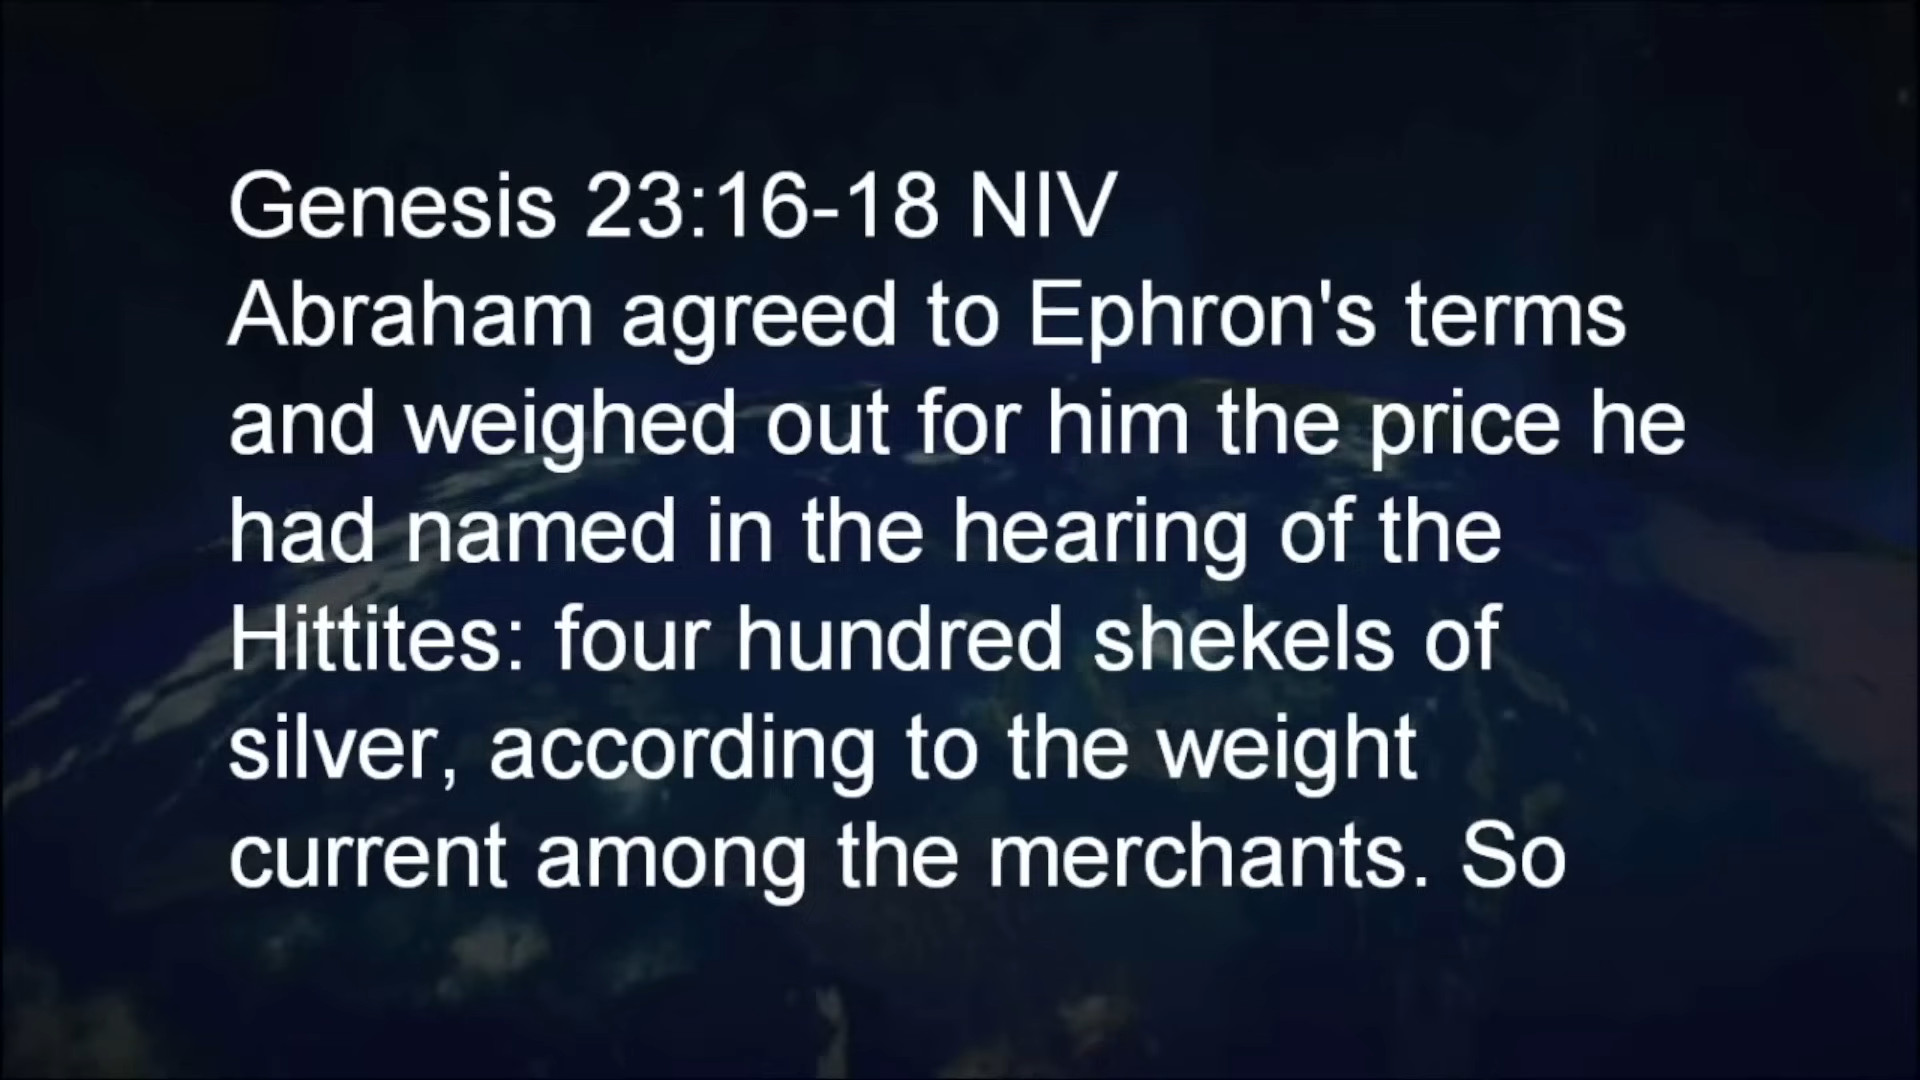 Genesis 23:16-18 NIV
Abraham agreed to Ephron's terms
and weighed out for him the price he
had named in the hearing of the
Hittites: four hundred shekels of
silver, according to the weight
current among the merchants. So